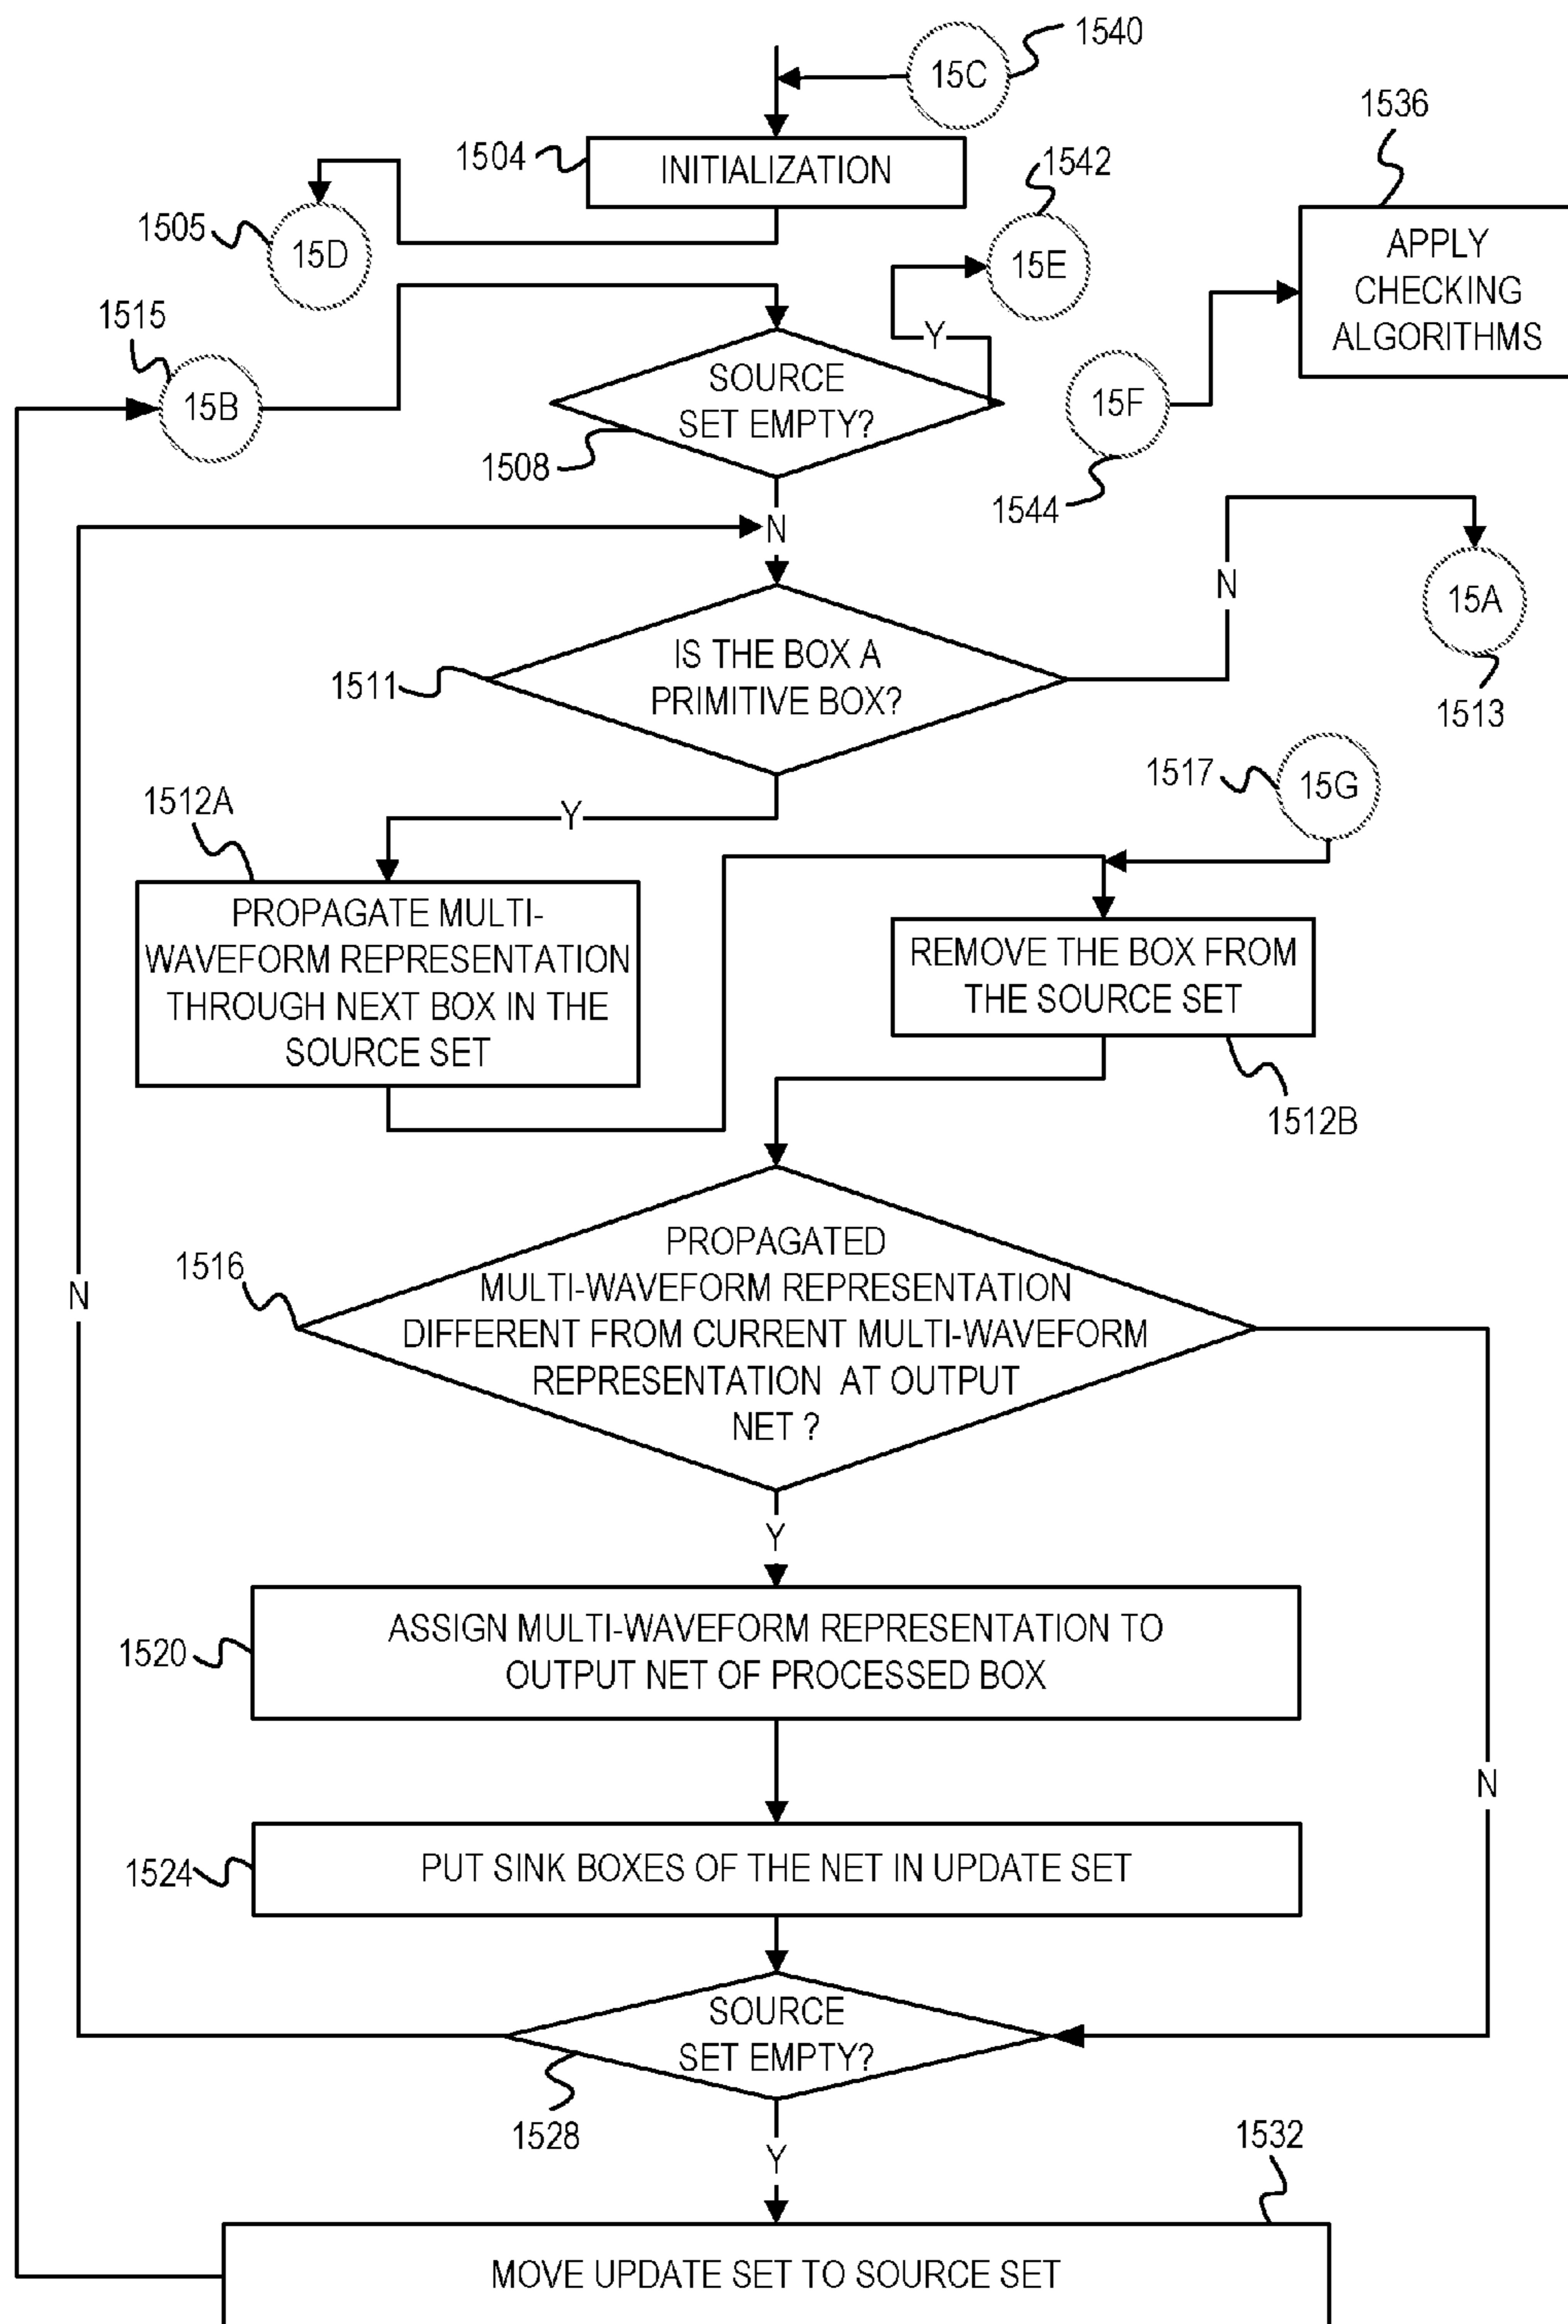 1540
15C
1536
1504
INITIALIZATION
1542
1505
15D
15E
APPLY
CHECKING
ALGORITHMS
1515
Y
15B
SOURCE
SET EMPTY?
15F
1508
1544
N
N
15A
IS THE BOX A
PRIMITIVE BOX?
1511
1513
1517
15G
1512A
Y
PROPAGATE MULTI-
WAVEFORM REPRESENTATION
THROUGH NEXT BOX IN THE
SOURCE SET
REMOVE THE BOX FROM
THE SOURCE SET
1512B
PROPAGATED
MULTI-WAVEFORM REPRESENTATION
DIFFERENT FROM CURRENT MULTI-WAVEFORM
REPRESENTATION AT OUTPUT
NET ?
1516
N
Y
ASSIGN MULTI-WAVEFORM REPRESENTATION TO
OUTPUT NET OF PROCESSED BOX
1520
N
PUT SINK BOXES OF THE NET IN UPDATE SET
1524
SOURCE
SET EMPTY?
1528
1532
Y
MOVE UPDATE SET TO SOURCE SET